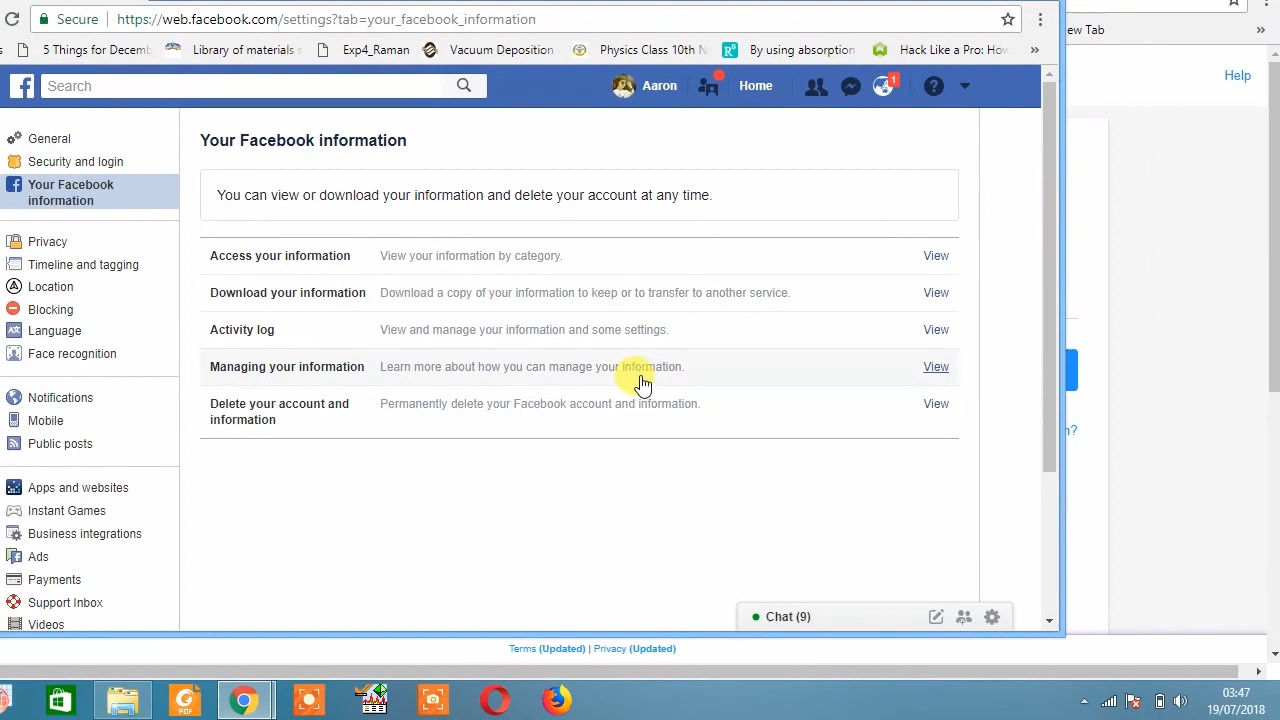 Secure https://web.facebook.com/settings?tab=your_facebook_information
ew Tab
5 Things for Decemb
Library of materials s
Exp4_Raman
Vacuum Deposition
Physics Class 10th N
R⁶ By using absorption
Hack Like a Pro: How
Help
Search
Aaron
Home
1
General
Security and login
Your Facebook
information
Privacy
Timeline and tagging
Location
Blocking
Language
Face recognition
Notifications
Mobile
Public posts
Apps and websites
Instant Games
Business integrations
Ads
Payments
Support Inbox
Videos
Your Facebook information
You can view or download your information and delete your account at any time.
Access your information View your information by category. View
Download your information Download a copy of your information to keep or to transfer to another service. View
Activity log View and manage your information and some settings. View
Managing your information Learn more about how you can manage your information. View
Delete your account and Permanently delete your Facebook account and information. View
information
n?
Chat (9)
Terms (Updated) | Privacy (Updated)
PDF
03:47
19/07/2018